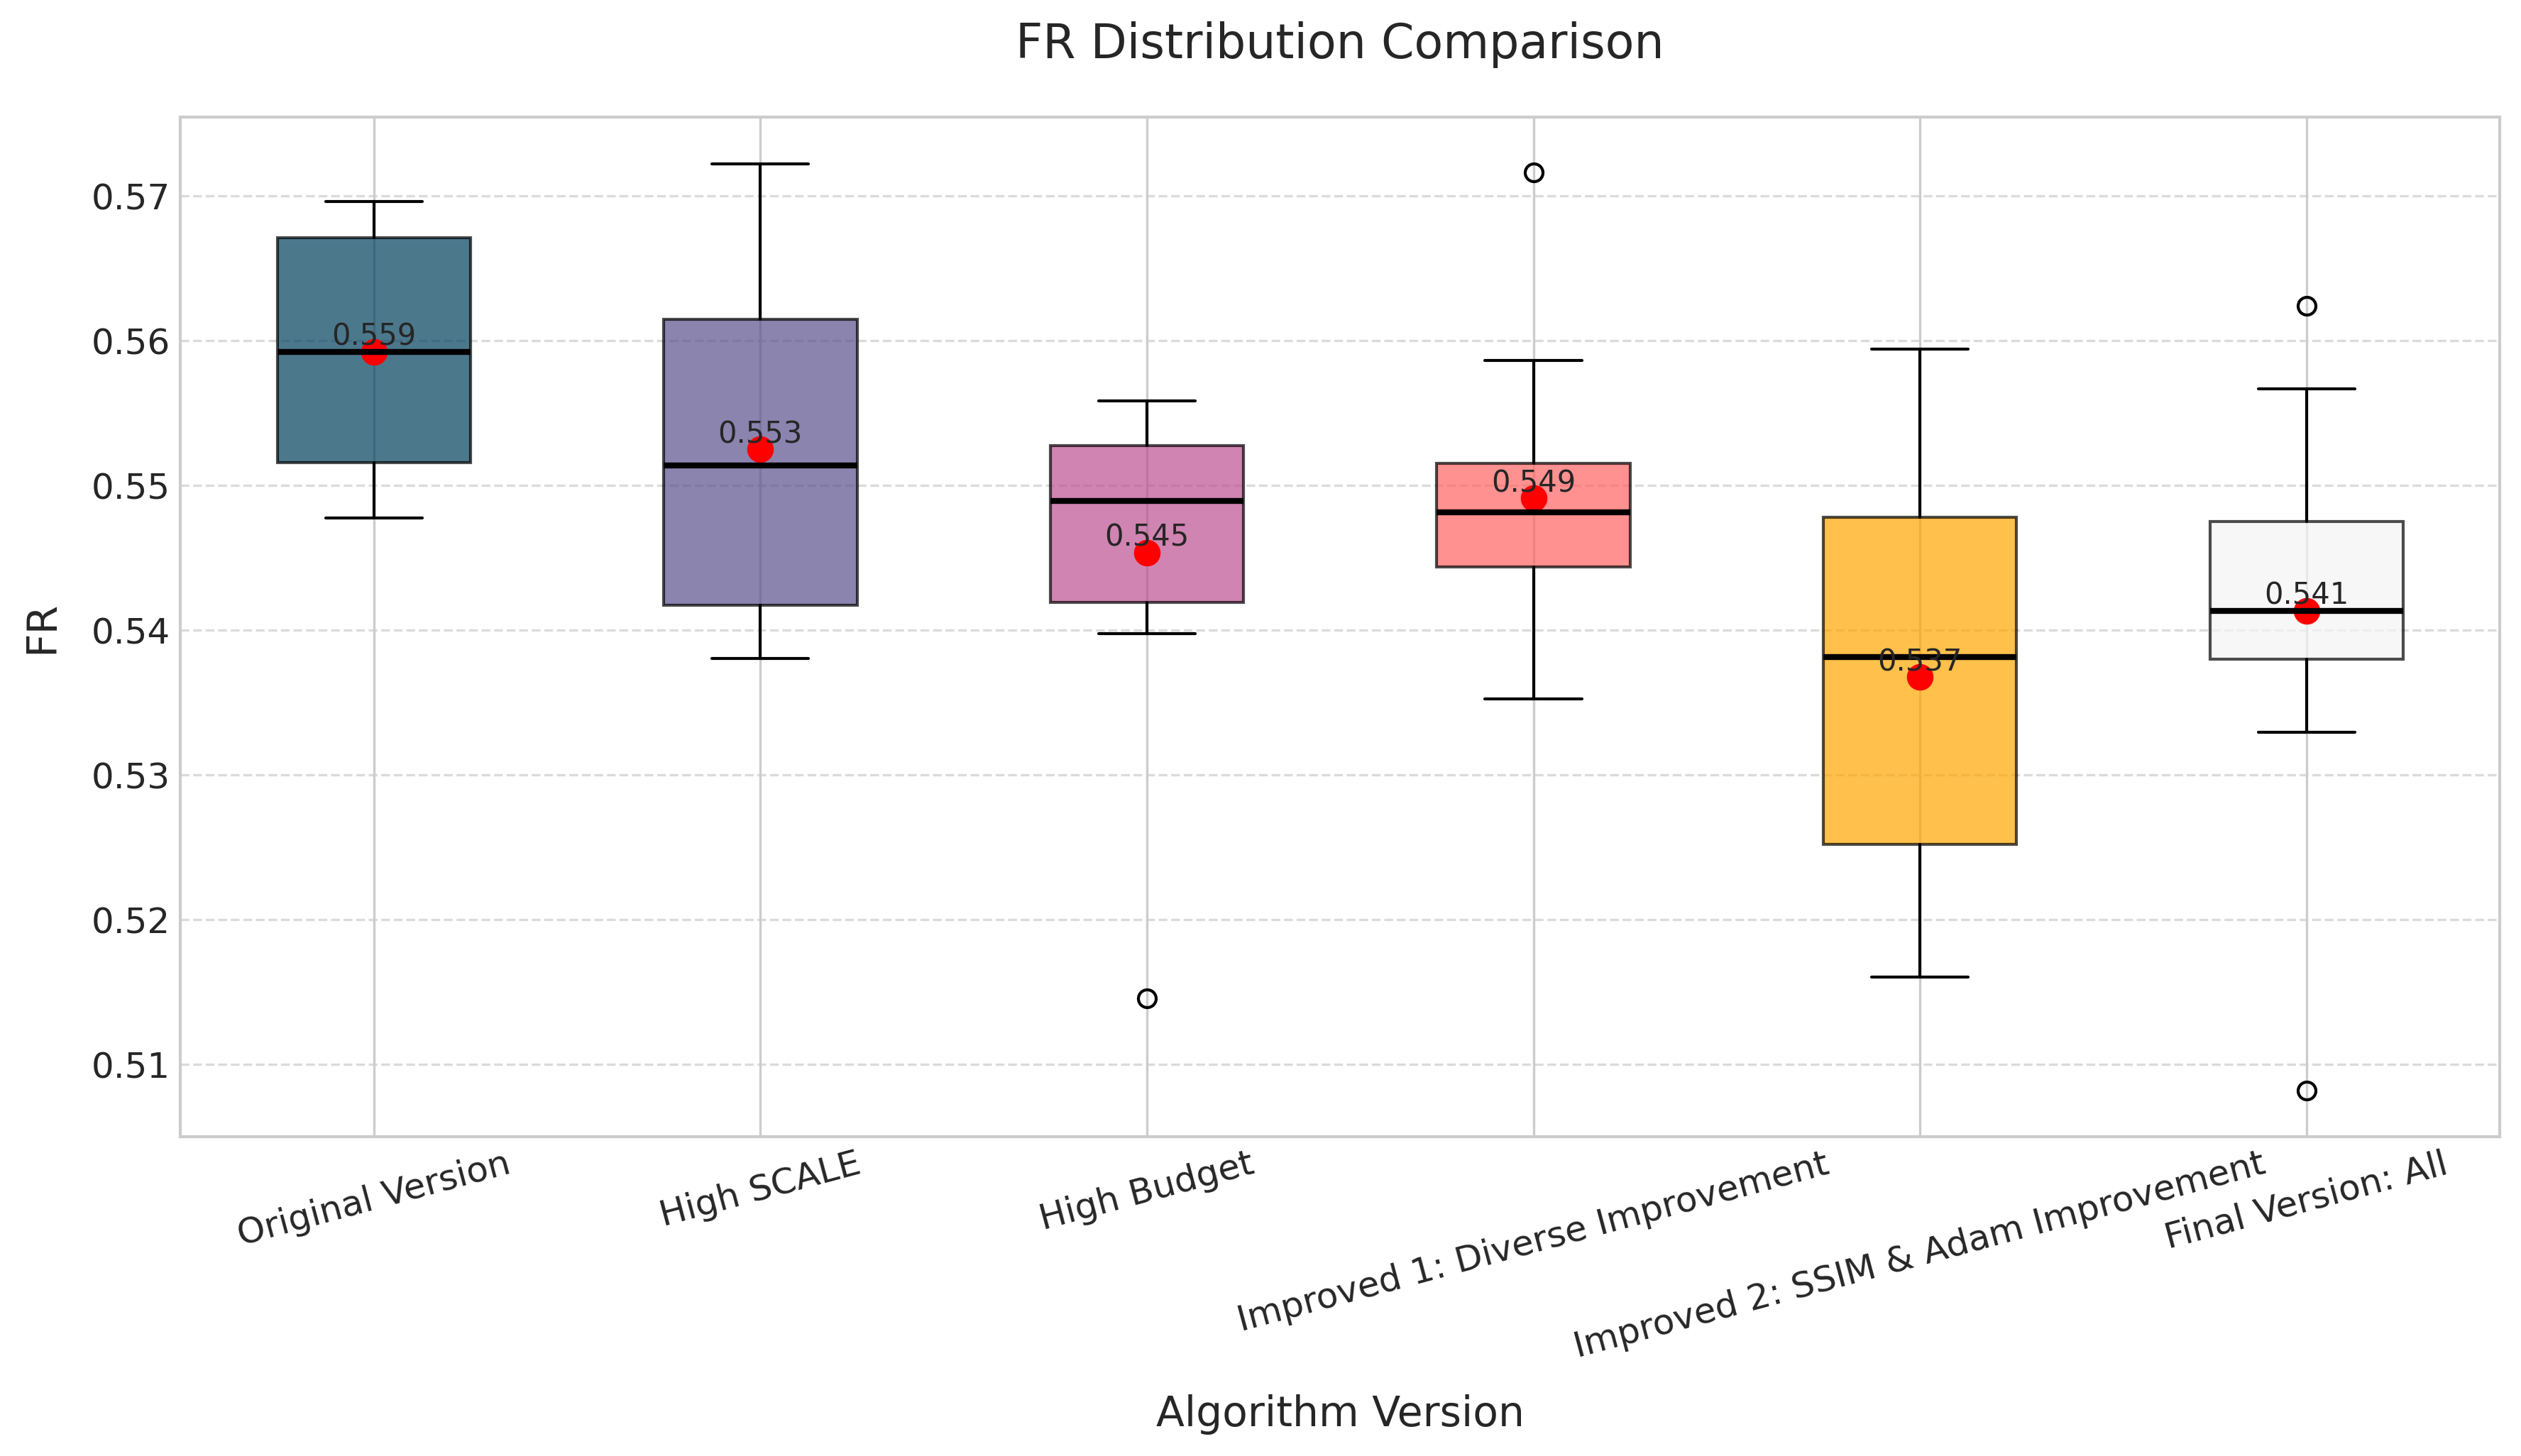 FR Distribution Comparison
FR
0.57
0.56
0.55
0.54
0.53
0.52
0.51
0.559
0.553
0.545
0.549
0.537
0.541
Original Version
High SCALE
High Budget
Improved 1: Diverse Improvement
Improved 2: SSIM & Adam Improvement
Final Version: All
Algorithm Version